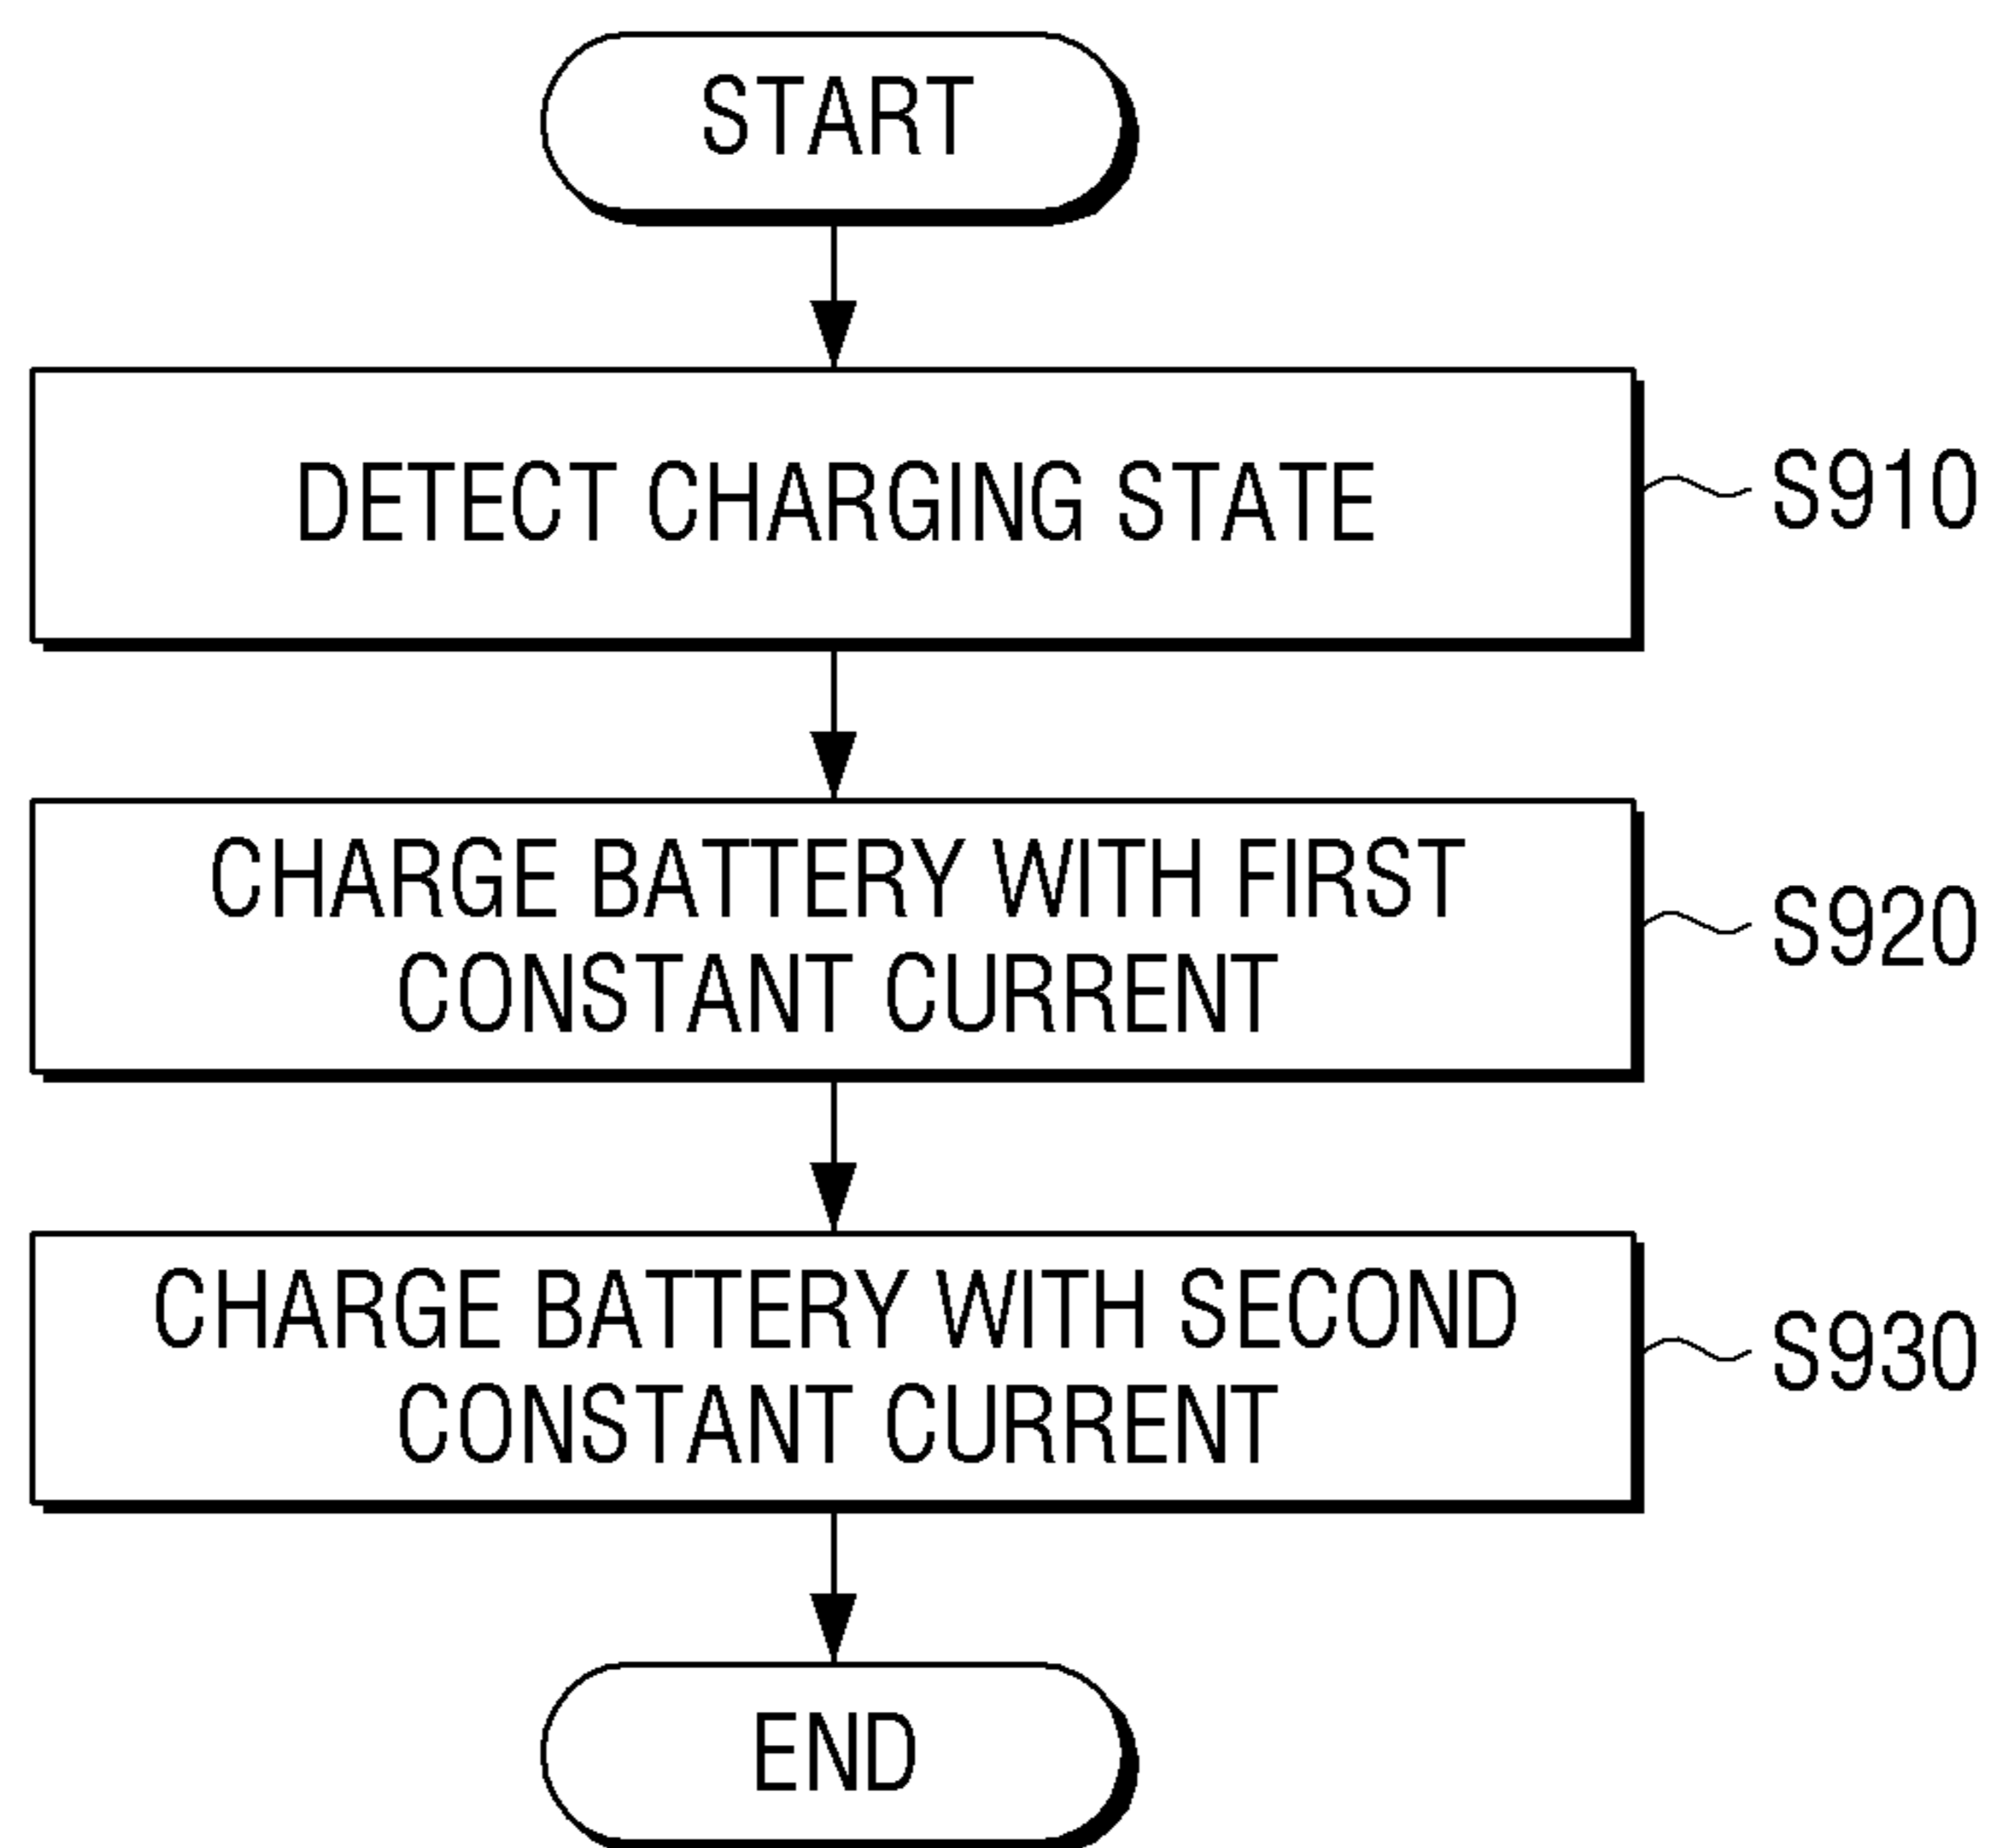 START
DETECT CHARGING STATE
S910
CHARGE BATTERY WITH FIRST
CONSTANT CURRENT
S920
CHARGE BATTERY WITH SECOND
CONSTANT CURRENT
S930
END